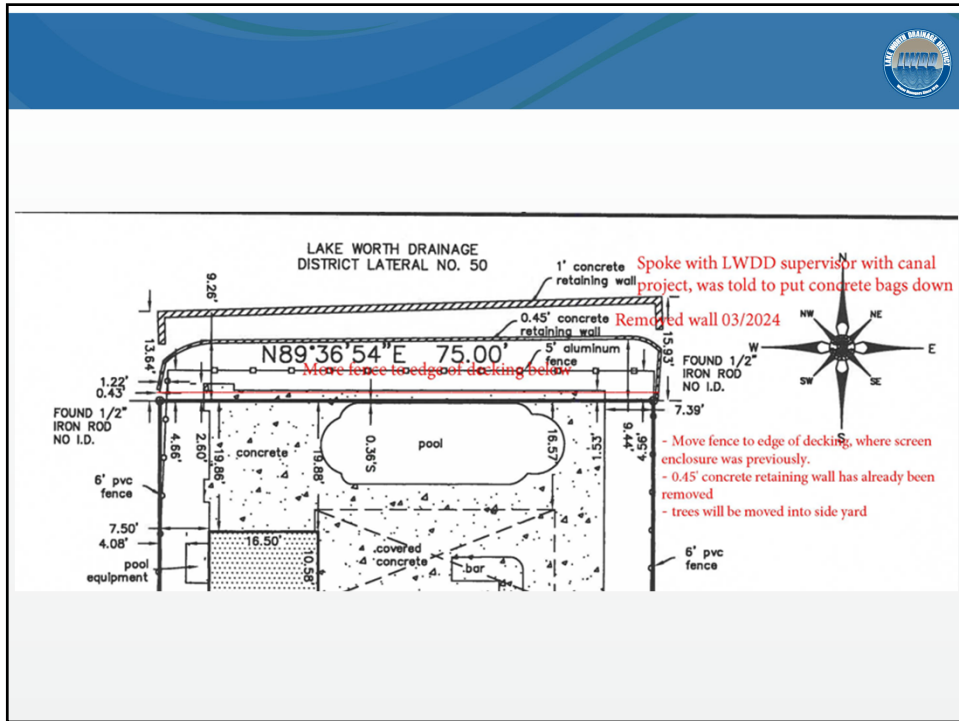 LAKE WORTH DRAINAGE DISTRICT
LWDD
LAKE WORTH DRAINAGE
DISTRICT LATERAL NO. 50
1' concrete
retaining wall
Spoke with LWDD supervisor with canal
project, was told to put concrete bags down
9.26'
0.45' concrete
retaining wall
Removed wall 03/2024
N
NW
NE
W
E
SW
SE
S
13.64'
N89°36'54"E 75.00'
5' aluminum
fence
Move fence to edge of decking below
15.93'
FOUND 1/2"
IRON ROD
NO I.D.
1.22'
0.43'
7.39'
FOUND 1/2"
IRON ROD
NO I.D.
4.66'
2.60'
19.86'
concrete
19.88'
0.36'S
pool
16.57'
1.53'
9.44'
4.56'
- Move fence to edge of decking, where screen
enclosure was previously.
- 0.45' concrete retaining wall has already been
removed
- trees will be moved into side yard
6' pvc
fence
7.50'
4.08'
16.50'
10.58'
pool
equipment
covered
concrete
bar
6' pvc
fence